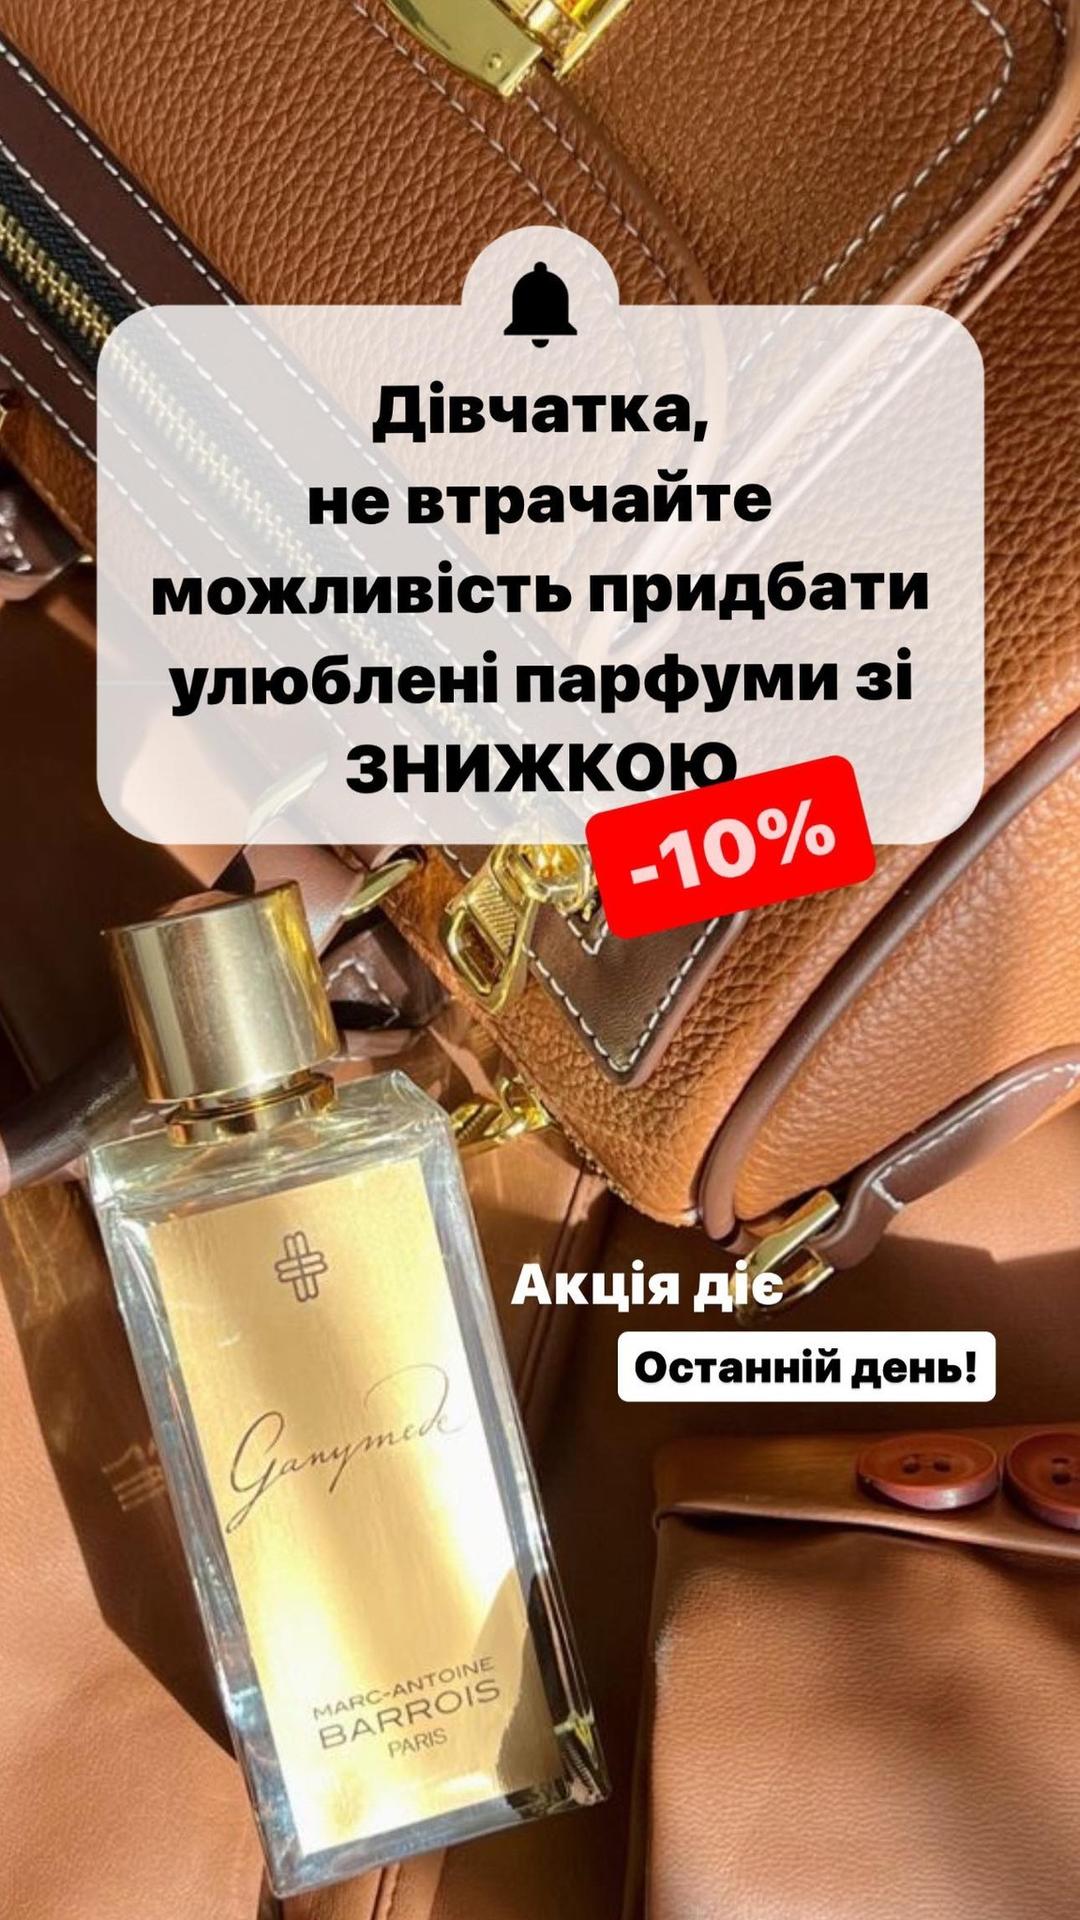 Дівчатка,
не втрачайте
можливість придбати
улюблені парфуми зі
ЗНИЖКОЮ
-10%
Акція діє
Останній день!
Ganymede
MARC-ANTOINE
BARROIS
PARIS